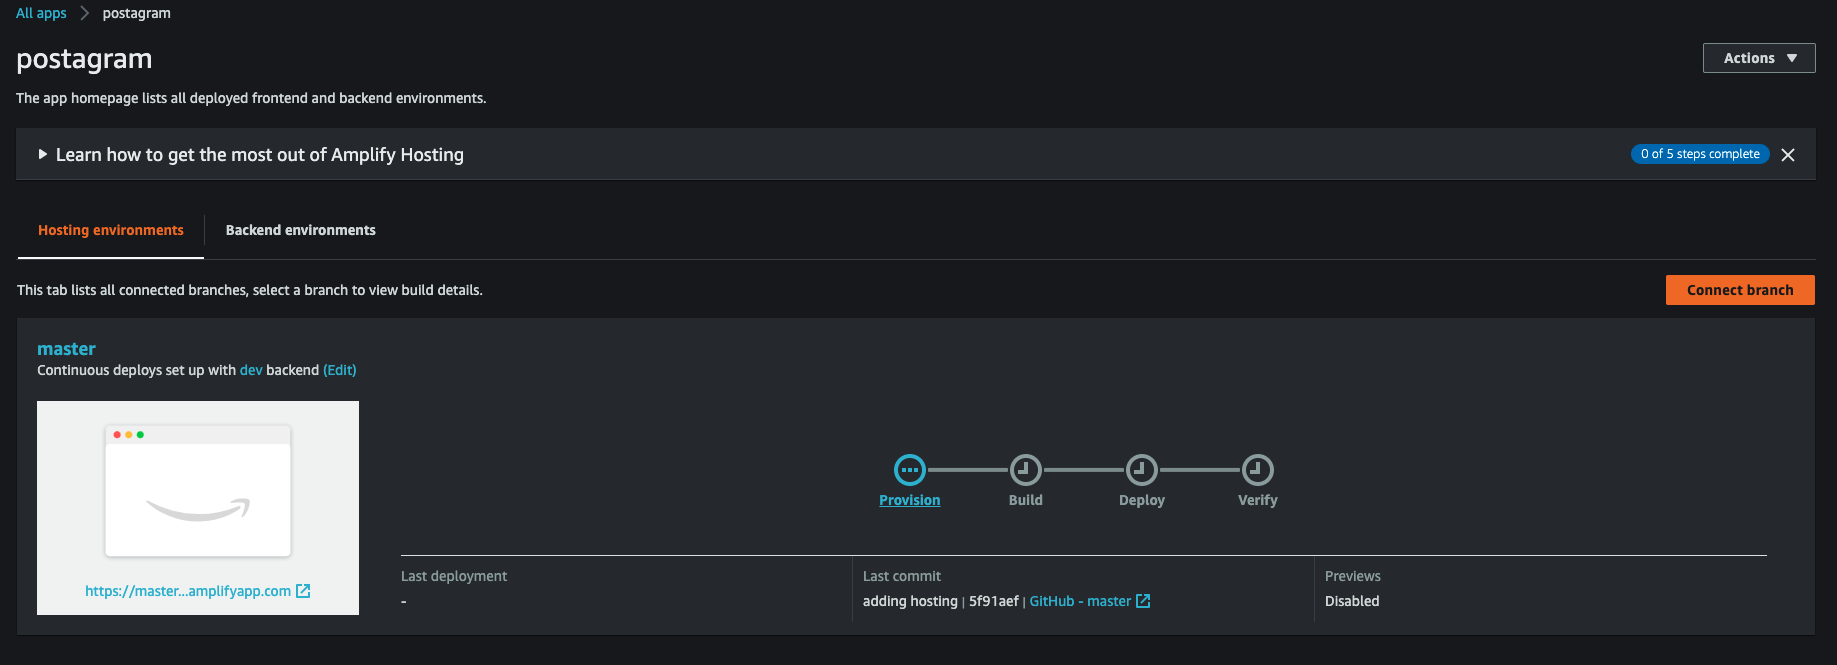 All apps > postagram
postagram
Actions
The app homepage lists all deployed frontend and backend environments.
Learn how to get the most out of Amplify Hosting
0 of 5 steps complete
Hosting environments
Backend environments
This tab lists all connected branches, select a branch to view build details.
Connect branch
master
Continuous deploys set up with dev backend (Edit)
Provision
Build
Deploy
Verify
https://master...amplifyapp.com
Last deployment
-
Last commit
adding hosting | 5f91aef | GitHub - master
Previews
Disabled